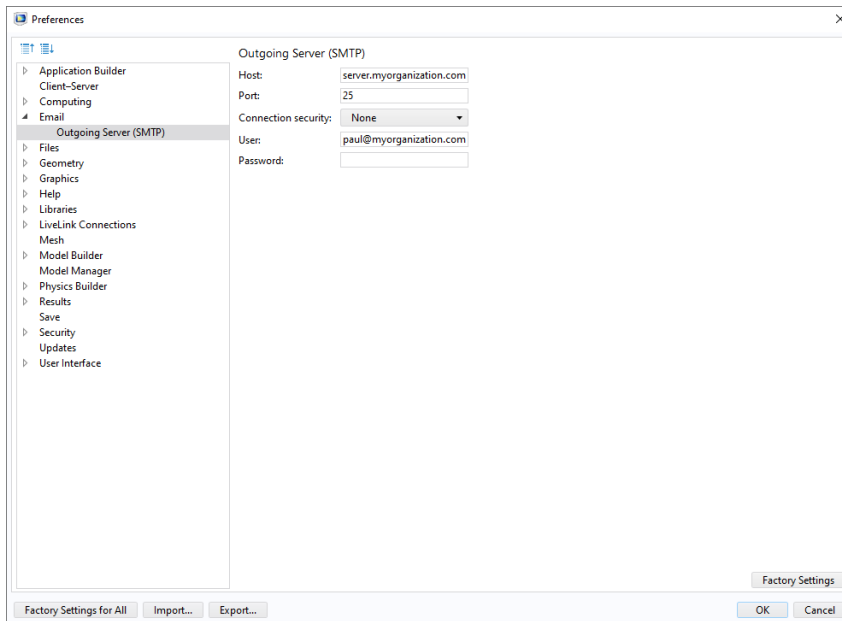 Preferences
Application Builder
Client–Server
Computing
Email
Outgoing Server (SMTP)
Files
Geometry
Graphics
Help
Libraries
LiveLink Connections
Mesh
Model Builder
Model Manager
Physics Builder
Results
Save
Security
Updates
User Interface
Outgoing Server (SMTP)
Host: server.myorganization.com
Port: 25
Connection security: None
User: paul@myorganization.com
Password:
Factory Settings
Factory Settings for All Import... Export... OK Cancel